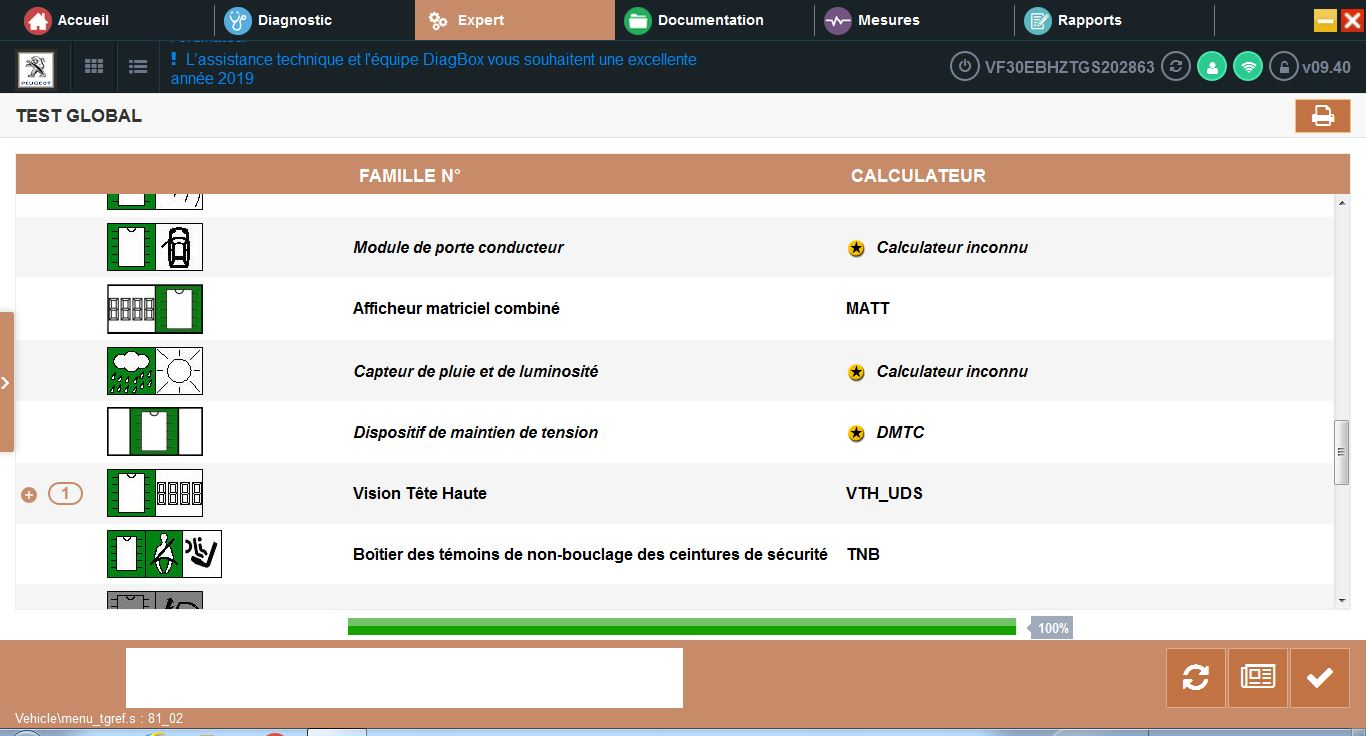 Accueil
Diagnostic
Expert
Documentation
Mesures
Rapports
! L'assistance technique et l'équipe DiagBox vous souhaitent une excellente
année 2019
PEUGEOT
VF30EBHZTGS202863
v09.40
TEST GLOBAL
FAMILLE N°
CALCULATEUR
Module de porte conducteur
Calculateur inconnu
Afficheur matriciel combiné
MATT
Capteur de pluie et de luminosité
Calculateur inconnu
Dispositif de maintien de tension
DMTC
1
Vision Tête Haute
VTH_UDS
Boîtier des témoins de non-bouclage des ceintures de sécurité
TNB
100%
Vehicle\menu_tgref.s : 81_02